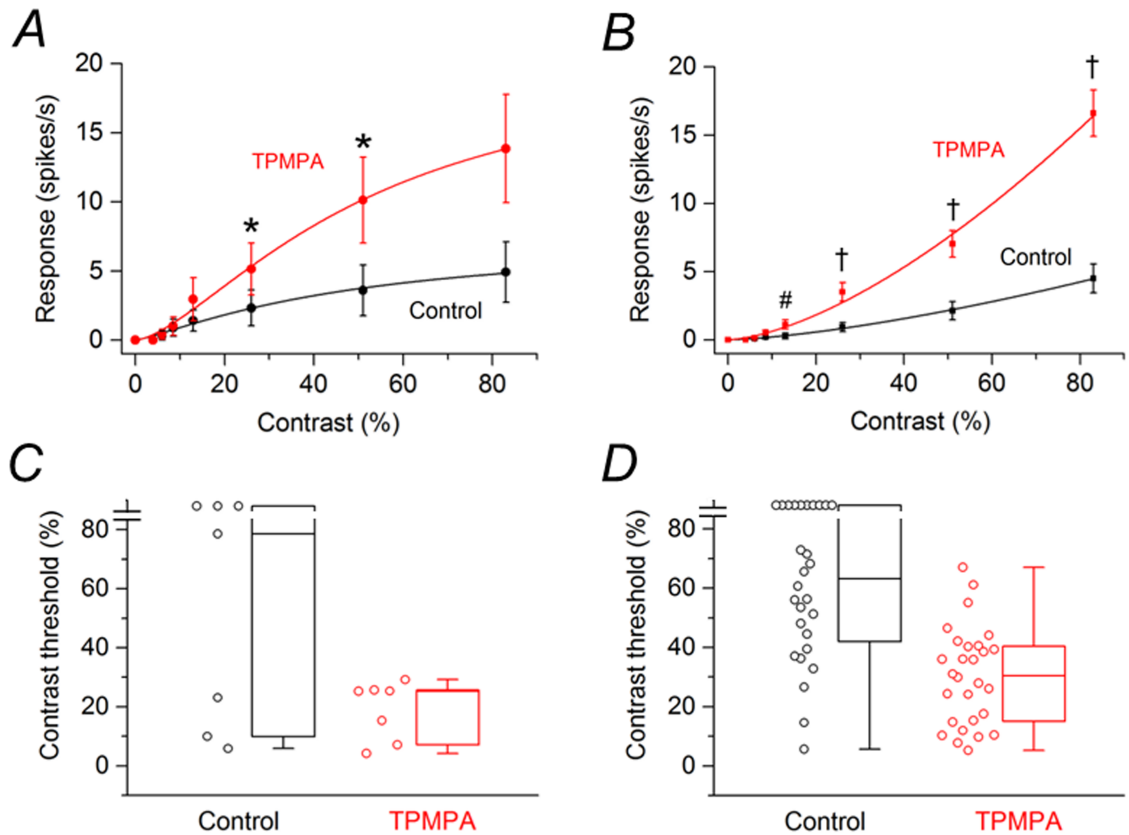 A
Response (spikes/s)
20
15
10
5
0
TPMPA
*
*
Control
0 20 40 60 80
Contrast (%)
B
Response (spikes/s)
20
15
10
5
0
TPMPA
Control
#
†
†
†
0 20 40 60 80
Contrast (%)
C
Contrast threshold (%)
80
60
40
20
0
Control TPMPA
D
Contrast threshold (%)
80
60
40
20
0
Control TPMPA